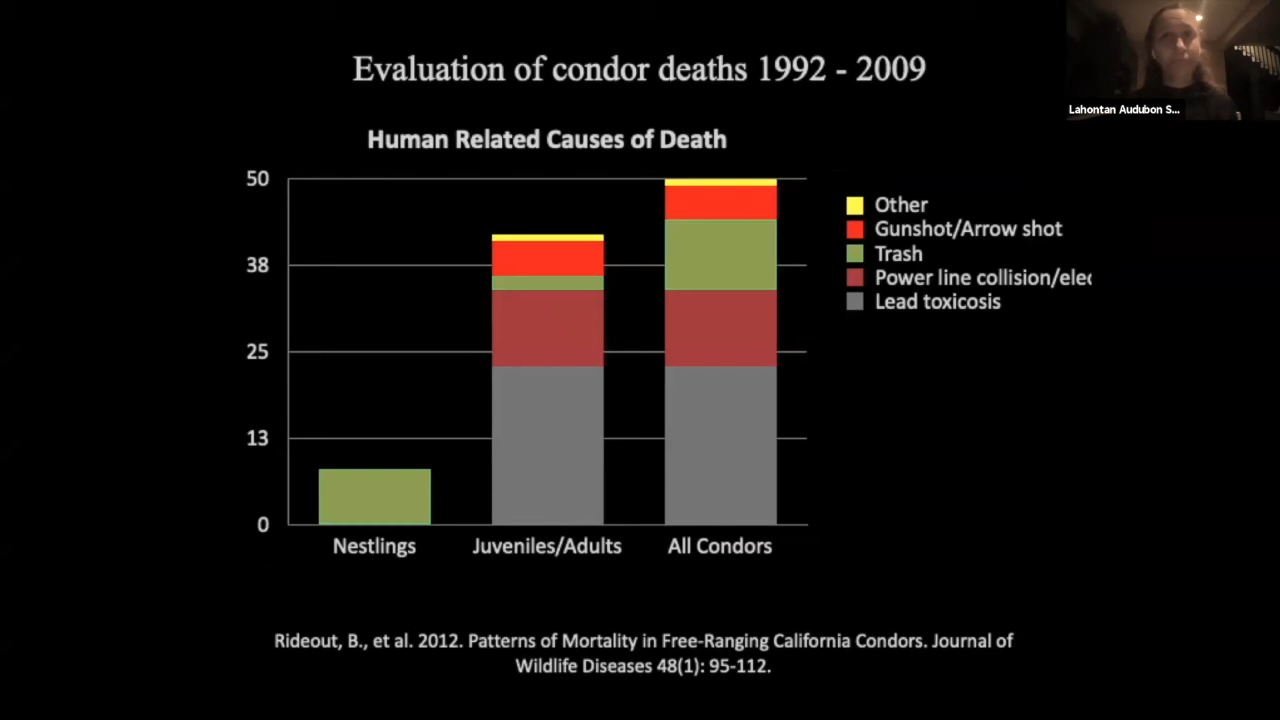 Evaluation of condor deaths 1992 - 2009
Lahontan Audubon S...
Human Related Causes of Death
50
38
25
13
0
Nestlings
Juveniles/Adults
All Condors
Other
Gunshot/Arrow shot
Trash
Power line collision/elec
Lead toxicosis
Rideout, B., et al. 2012. Patterns of Mortality in Free-Ranging California Condors. Journal of
Wildlife Diseases 48(1): 95-112.